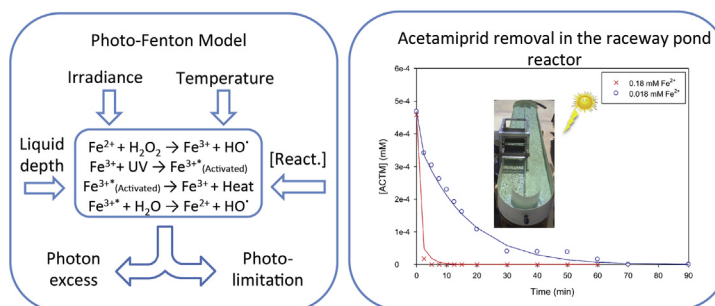 Photo-Fenton Model
Irradiance
Temperature
Liquid
depth
Fe²⁺ + H₂O₂ → Fe³⁺ + HO˙
Fe³⁺ + UV → Fe³⁺*(Activated)
Fe³⁺*(Activated) → Fe³⁺ + Heat
Fe³⁺* + H₂O → Fe²⁺ + HO˙
[React.]
Photon
excess
Photo-
limitation
Acetamiprid removal in the raceway pond
reactor
0.18 mM Fe²⁺
0.018 mM Fe²⁺
[ACTM] (mM)
6e-4
5e-4
4e-4
3e-4
2e-4
1e-4
0
0 10 20 30 40 50 60 70 80 90
Time (min)